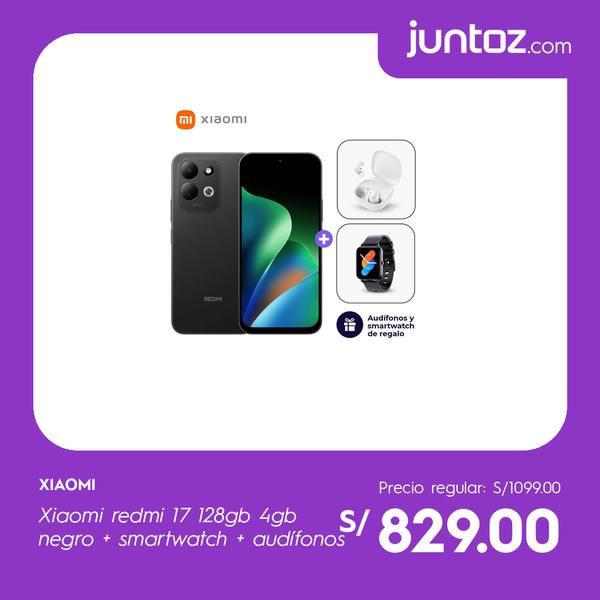 juntoz.com
mi xiaomi
REDMI
Audífonos y
smartwatch
de regalo
XIAOMI
Precio regular: S/1099.00
Xiaomi redmi 17 128gb 4gb
negro + smartwatch + audífonos
S/ 829.00